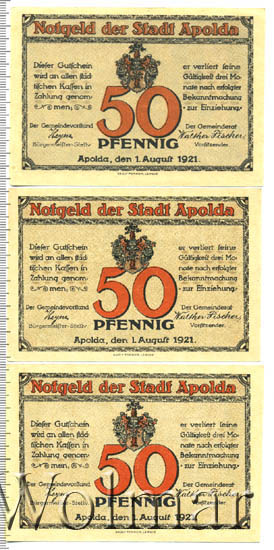 Notgeld der Stadt Apolda
Dieser Gutschein
wird an allen städ-
tischen Kassen in
Zahlung genom-
men;
er verliert seine
Gültigkeit drei Mo-
nate nach erfolgter
Bekanntmachung
zur Einziehung.
50
PFENNIG
Der Gemeindevorstand
Bürgermeister-Stellv.
Der Gemeinderat
Walther Fischer
Vorsitzender.
Apolda, den 1. August 1921.
Notgeld der Stadt Apolda
Dieser Gutschein
wird an allen städ-
tischen Kassen in
Zahlung genom-
men;
er verliert seine
Gültigkeit drei Mo-
nate nach erfolgter
Bekanntmachung
zur Einziehung.
50
PFENNIG
Der Gemeindevorstand
Bürgermeister-Stellv.
Der Gemeinderat
Walther Fischer
Vorsitzender.
Apolda, den 1. August 1921.
Notgeld der Stadt Apolda
Dieser Gutschein
wird an allen städ-
tischen Kassen in
Zahlung genom-
men;
er verliert seine
Gültigkeit drei Mo-
nate nach erfolgter
Bekanntmachung
zur Einziehung.
50
PFENNIG
Der Gemeindevorstand
Bürgermeister-Stellv.
Der Gemeinderat
Walther Fischer
Vorsitzender.
Apolda, den 1. August 1921.